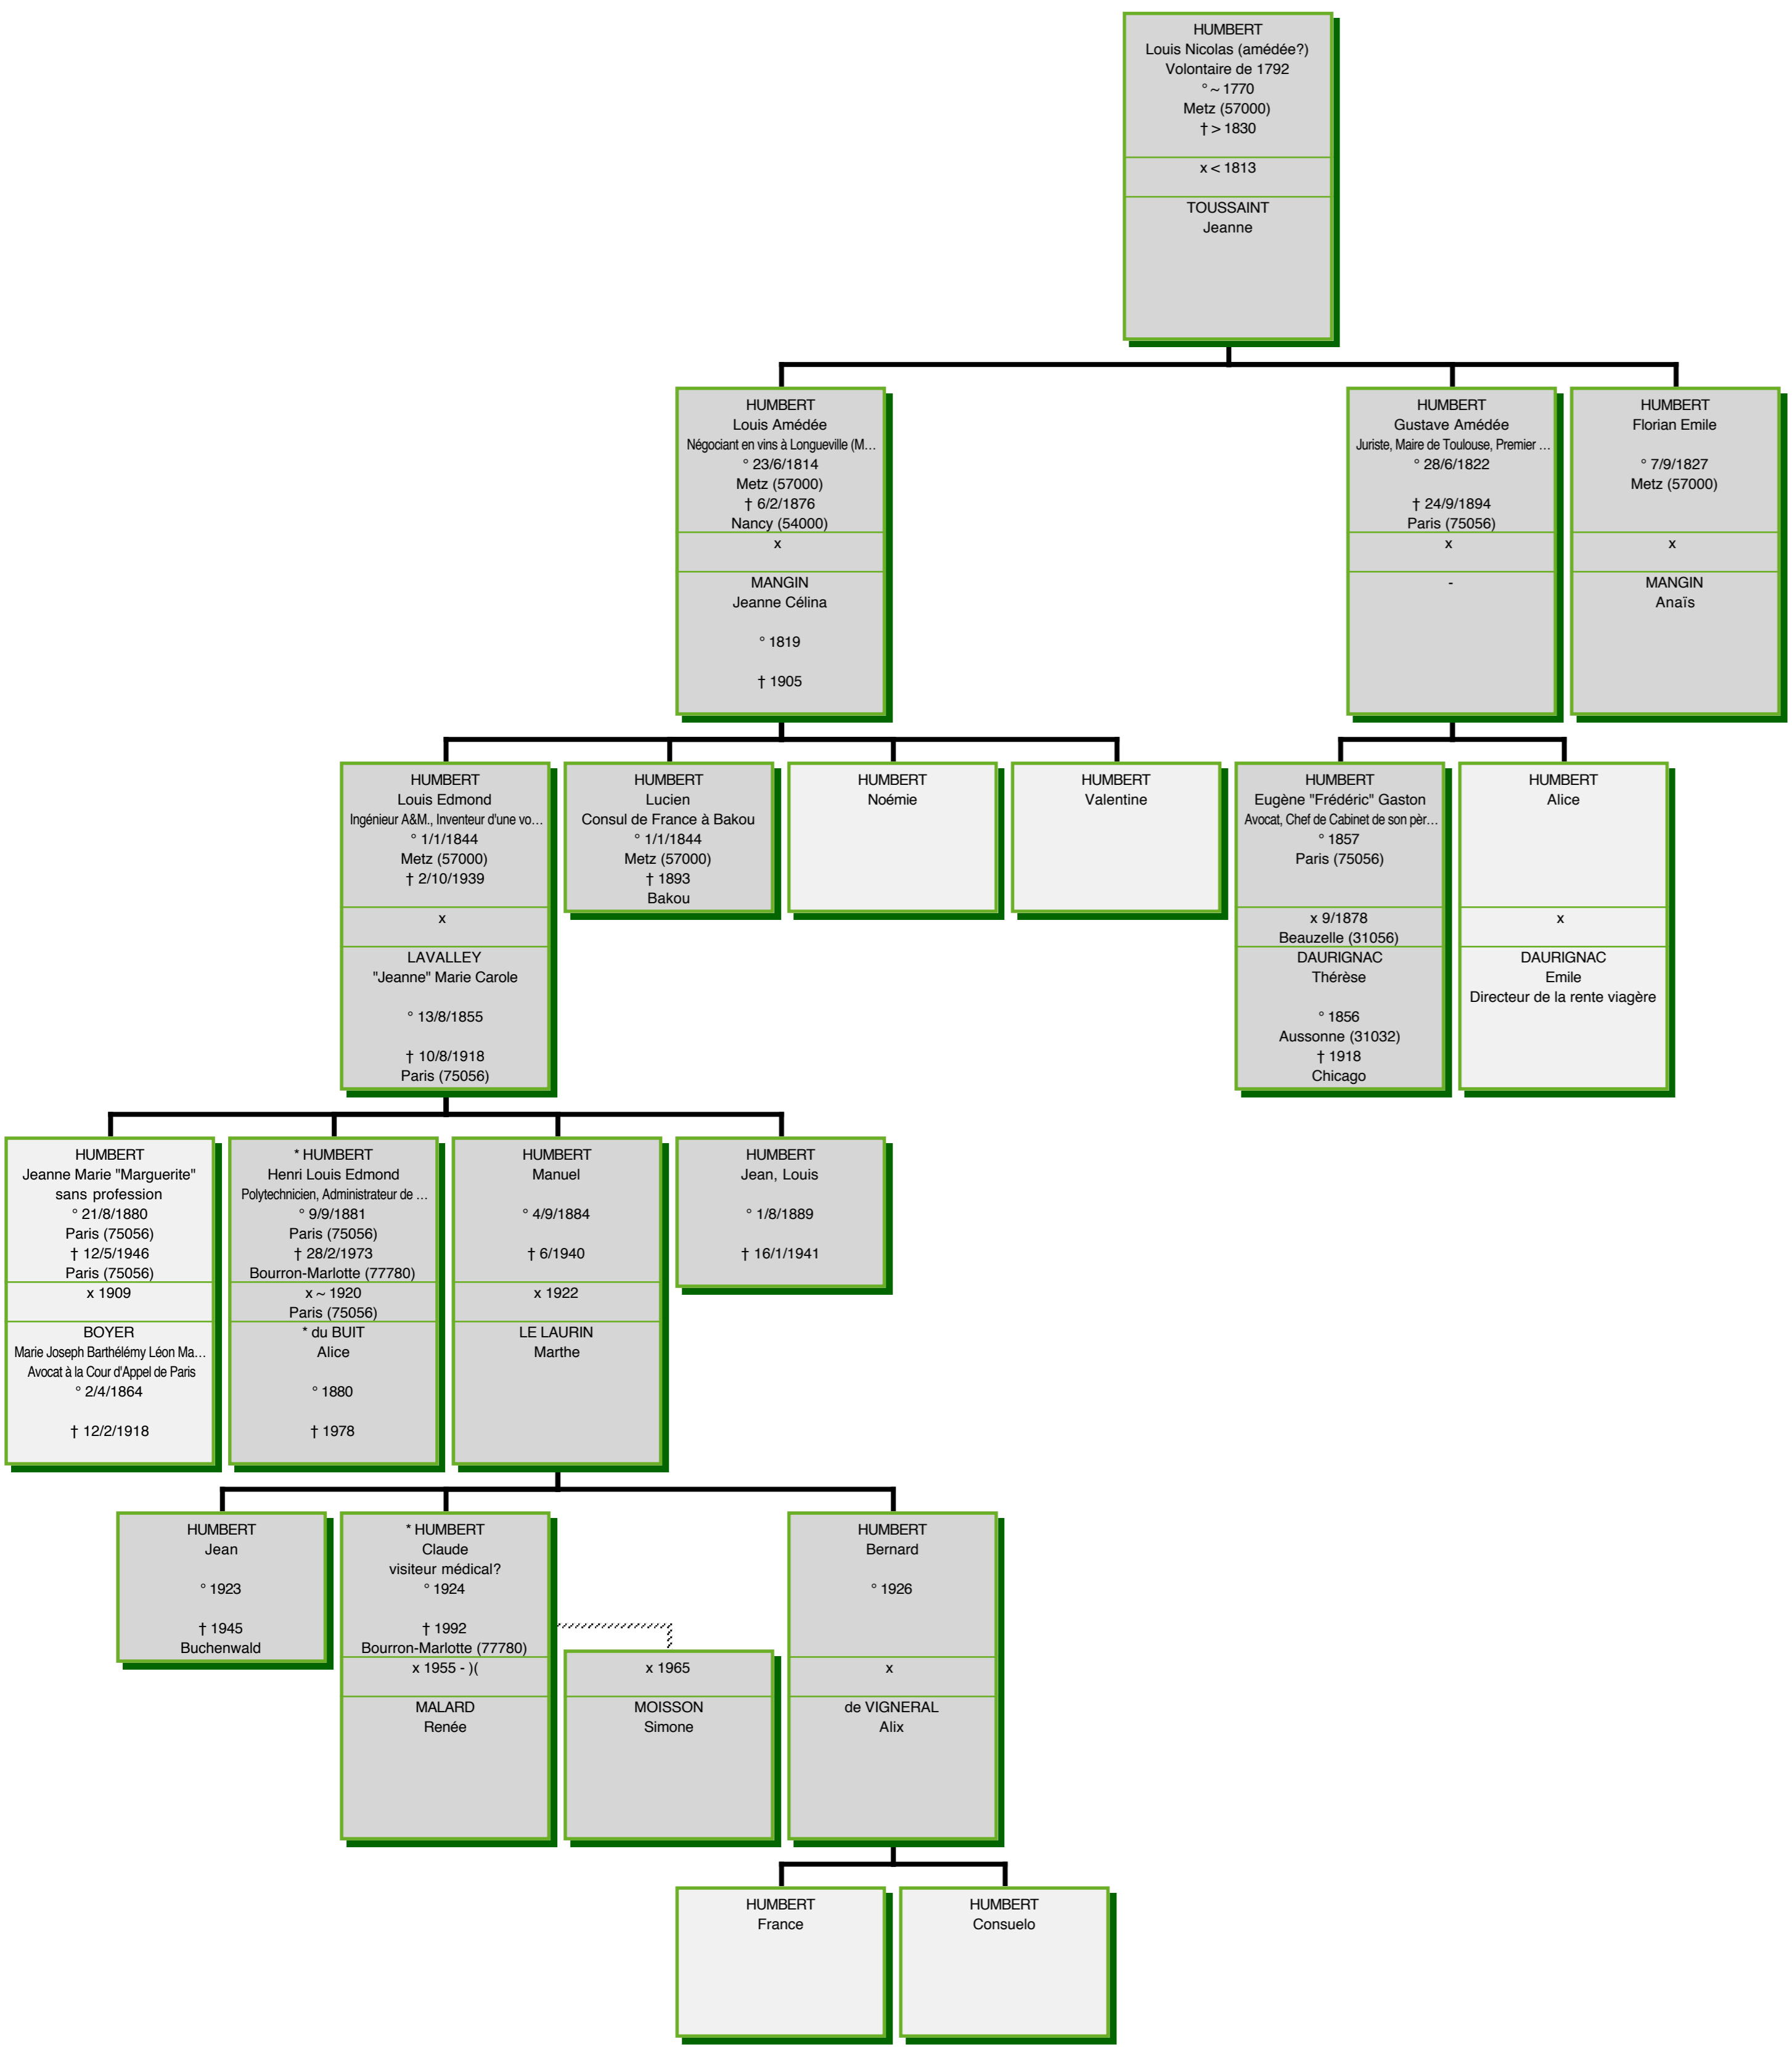 HUMBERT
Louis Nicolas (amédée?)
Volontaire de 1792
° ~ 1770
Metz (57000)
† > 1830
x < 1813
TOUSSAINT
Jeanne
HUMBERT
Louis Amédée
Négociant en vins à Longueville (M…
° 23/6/1814
Metz (57000)
† 6/2/1876
Nancy (54000)
x
MANGIN
Jeanne Célina
° 1819
† 1905
HUMBERT
Gustave Amédée
Juriste, Maire de Toulouse, Premier …
° 28/6/1822
† 24/9/1894
Paris (75056)
x
-
HUMBERT
Florian Emile
° 7/9/1827
Metz (57000)
x
MANGIN
Anaïs
HUMBERT
Louis Edmond
Ingénieur A&M., Inventeur d'une vo…
° 1/1/1844
Metz (57000)
† 2/10/1939
x
LAVALLEY
"Jeanne" Marie Carole
° 13/8/1855
† 10/8/1918
Paris (75056)
HUMBERT
Lucien
Consul de France à Bakou
° 1/1/1844
Metz (57000)
† 1893
Bakou
HUMBERT
Noémie
HUMBERT
Valentine
HUMBERT
Eugène "Frédéric" Gaston
Avocat, Chef de Cabinet de son pèr…
° 1857
Paris (75056)
x 9/1878
Beauzelle (31056)
DAURIGNAC
Thérèse
° 1856
Aussonne (31032)
† 1918
Chicago
HUMBERT
Alice
x
DAURIGNAC
Emile
Directeur de la rente viagère
HUMBERT
Jeanne Marie "Marguerite"
sans profession
° 21/8/1880
Paris (75056)
† 12/5/1946
Paris (75056)
x 1909
BOYER
Marie Joseph Barthélémy Léon Ma…
Avocat à la Cour d'Appel de Paris
° 2/4/1864
† 12/2/1918
* HUMBERT
Henri Louis Edmond
Polytechnicien, Administrateur de …
° 9/9/1881
Paris (75056)
† 28/2/1973
Bourron-Marlotte (77780)
x ~ 1920
Paris (75056)
* du BUIT
Alice
° 1880
† 1978
HUMBERT
Manuel
° 4/9/1884
† 6/1940
x 1922
LE LAURIN
Marthe
HUMBERT
Jean, Louis
° 1/8/1889
† 16/1/1941
HUMBERT
Jean
° 1923
† 1945
Buchenwald
* HUMBERT
Claude
visiteur médical?
° 1924
† 1992
Bourron-Marlotte (77780)
x 1955 - )(
MALARD
Renée
x 1965
MOISSON
Simone
HUMBERT
Bernard
° 1926
x
de VIGNERAL
Alix
HUMBERT
France
HUMBERT
Consuelo